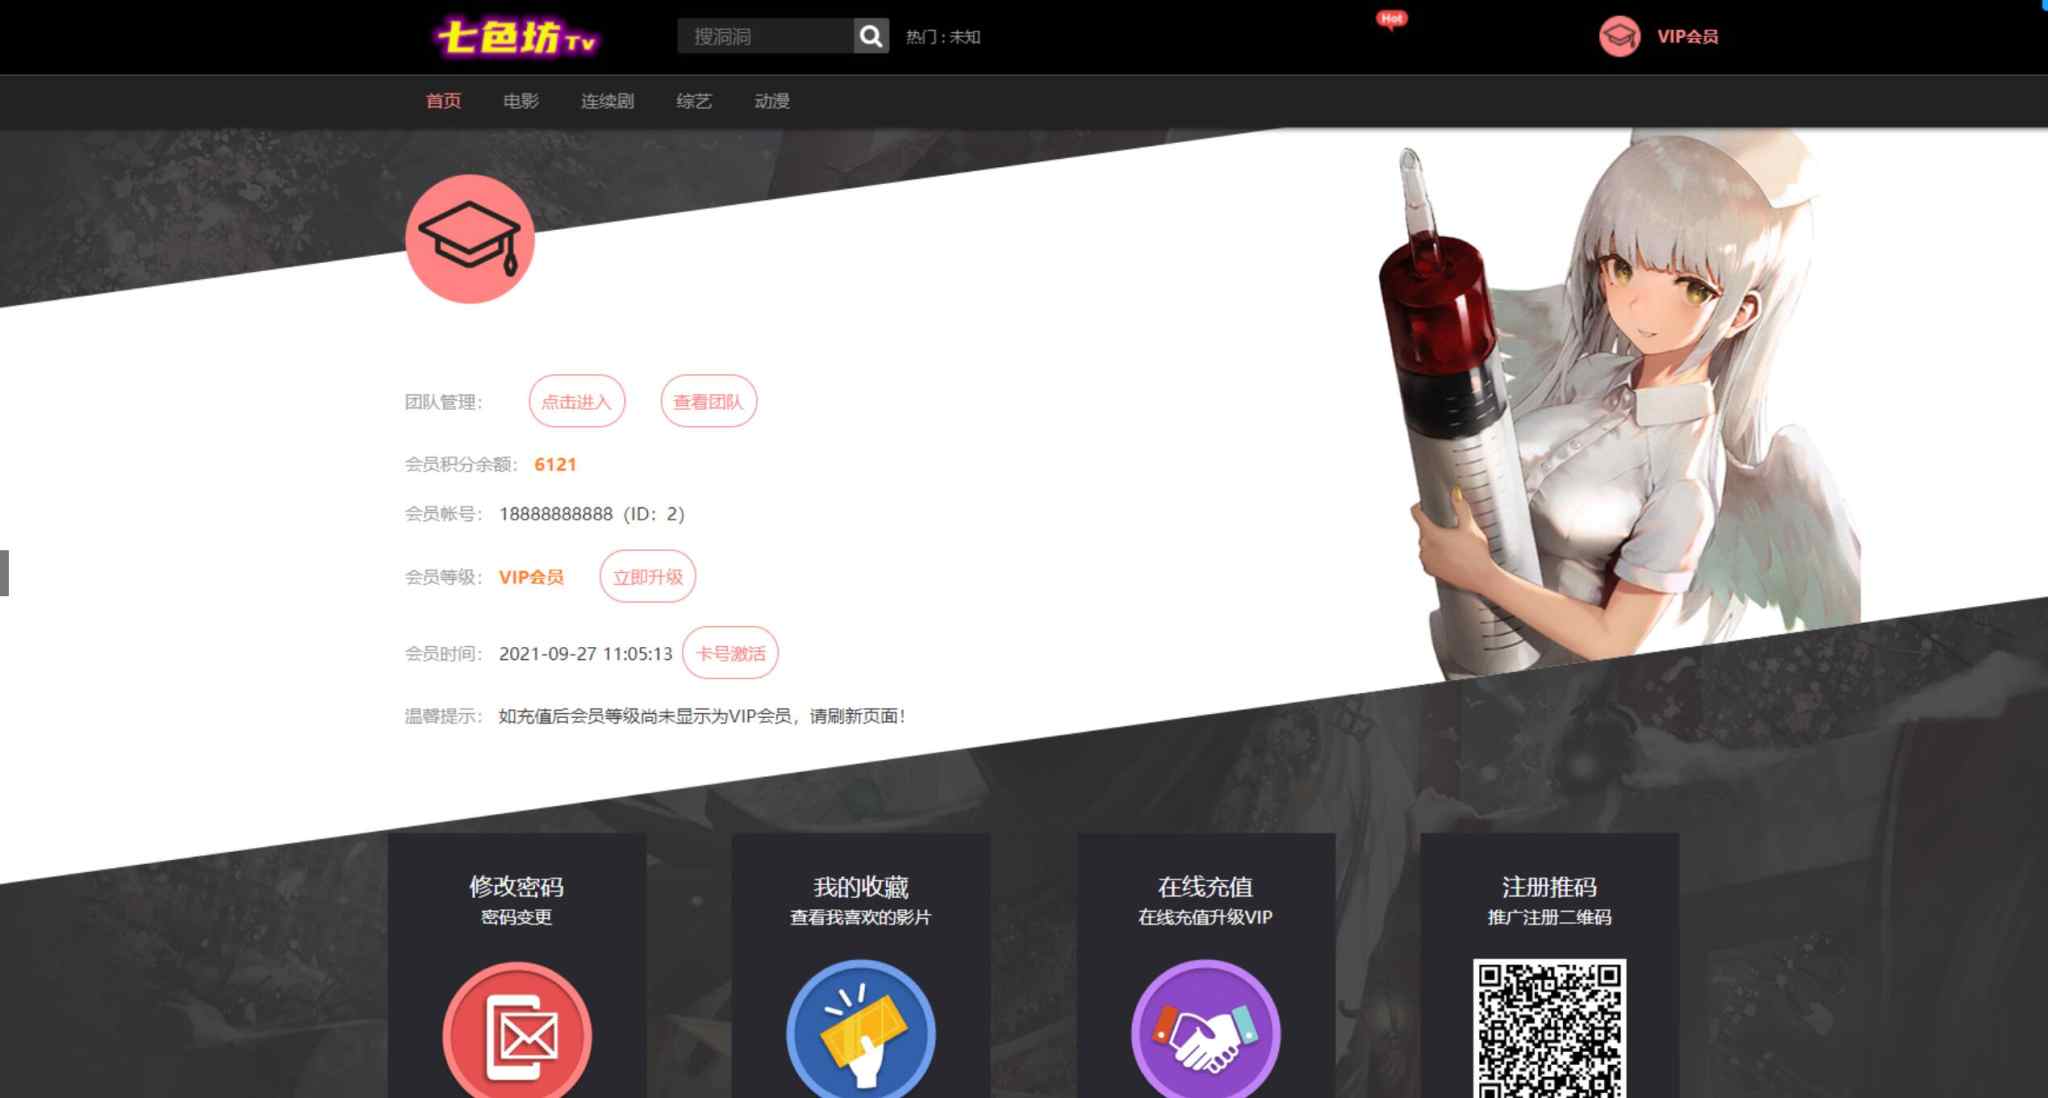 七色坊TV
搜洞洞
热门 : 未知
Hot
VIP会员
首页 电影 连续剧 综艺 动漫
团队管理： 点击进入 查看团队
会员积分余额： 6121
会员帐号： 18888888888（ID：2）
会员等级： VIP会员 立即升级
会员时间： 2021-09-27 11:05:13 卡号激活
温馨提示： 如充值后会员等级尚未显示为VIP会员，请刷新页面！
修改密码
密码变更
我的收藏
查看我喜欢的影片
在线充值
在线充值升级VIP
注册推码
推广注册二维码